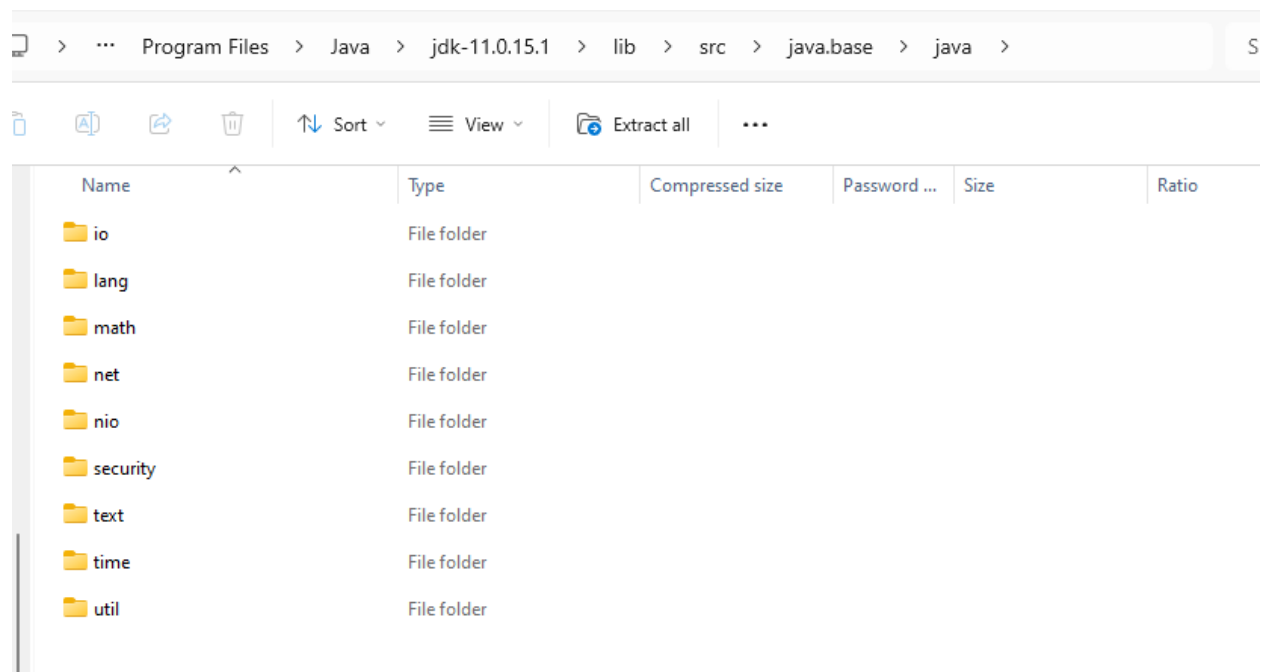 > ... Program Files > Java > jdk-11.0.15.1 > lib > src > java.base > java > S
Sort View Extract all ...
Name Type Compressed size Password ... Size Ratio
io File folder
lang File folder
math File folder
net File folder
nio File folder
security File folder
text File folder
time File folder
util File folder